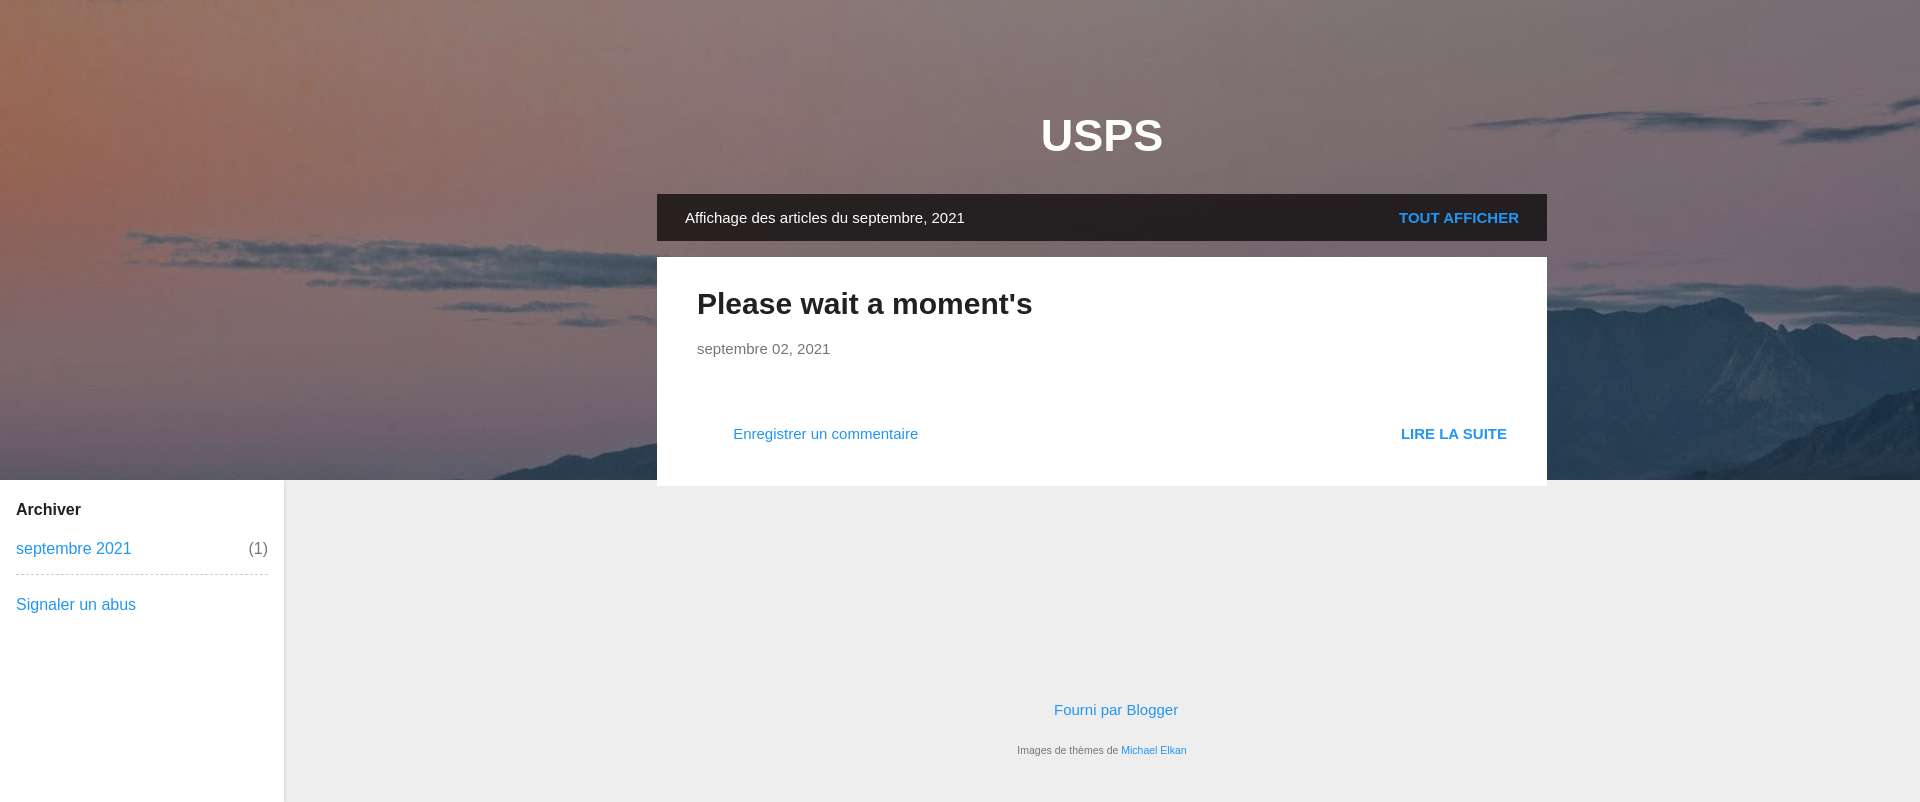 USPS
Affichage des articles du septembre, 2021
TOUT AFFICHER
Please wait a moment's
septembre 02, 2021
Enregistrer un commentaire
LIRE LA SUITE
Archiver
septembre 2021 (1)
Signaler un abus
Fourni par Blogger
Images de thèmes de Michael Elkan